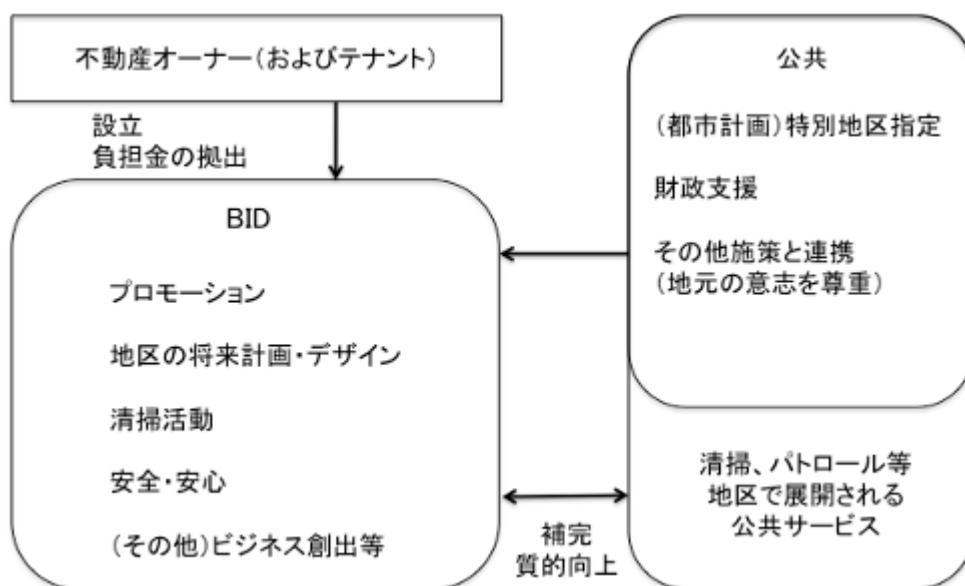 不動産オーナー(およびテナント)
設立
負担金の拠出
BID
プロモーション
地区の将来計画・デザイン
清掃活動
安全・安心
(その他)ビジネス創出等
公共
(都市計画)特別地区指定
財政支援
その他施策と連携
(地元の意志を尊重)
清掃、パトロール等
地区で展開される
公共サービス
補完
質的向上